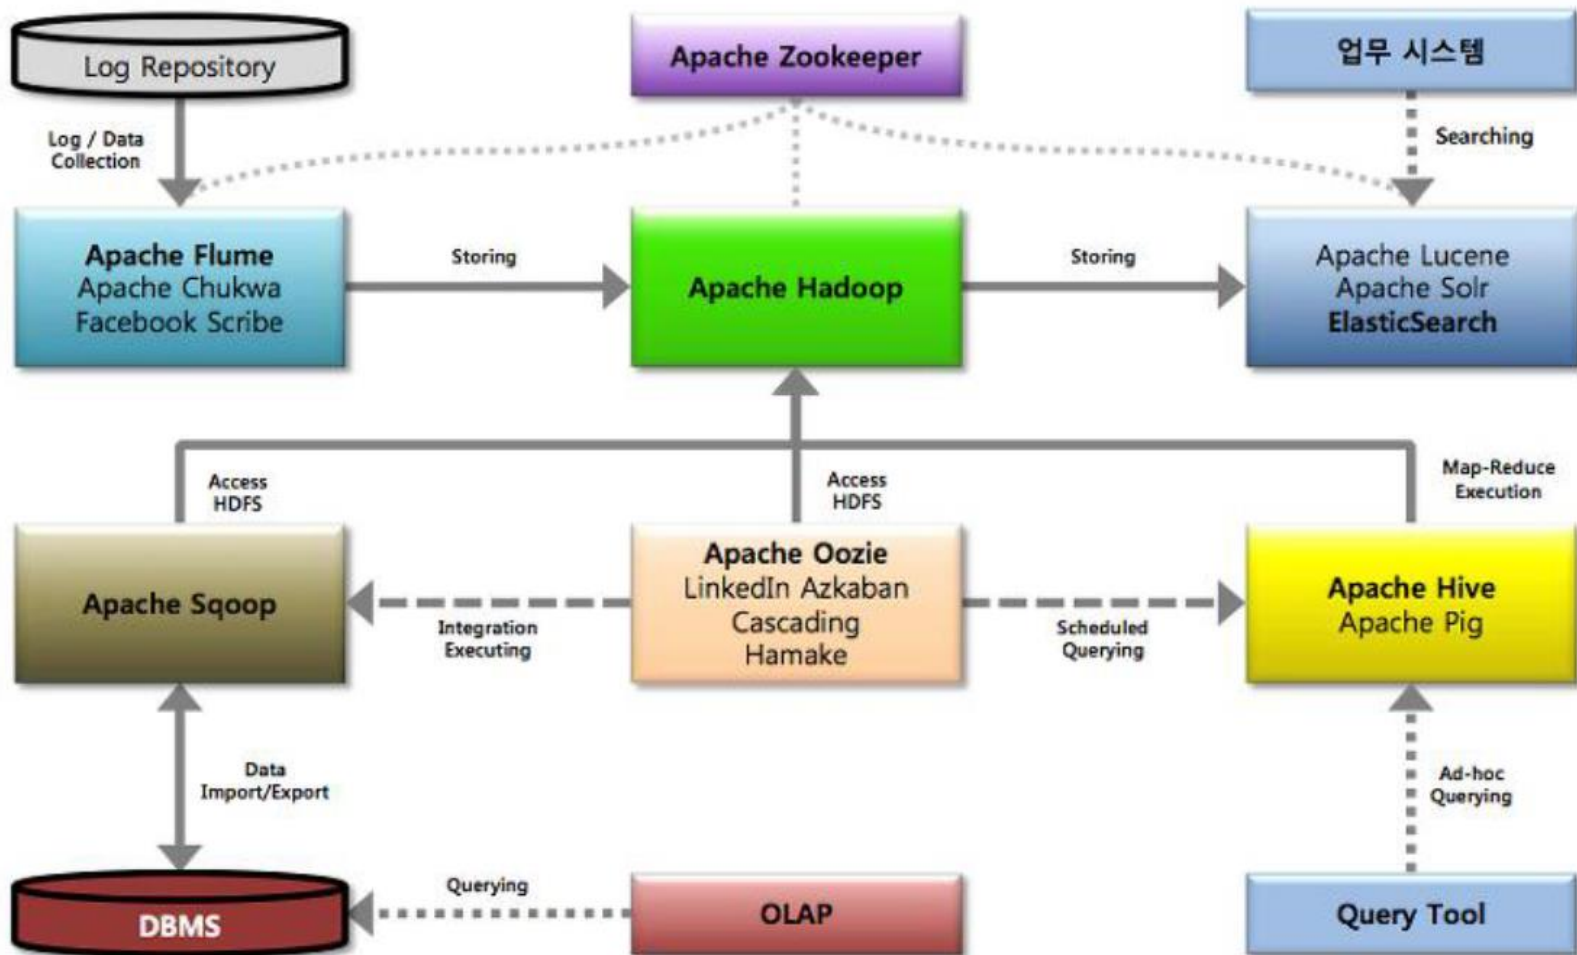 Log Repository
Apache Zookeeper
업무 시스템
Log / Data
Collection
Searching
Apache Flume
Apache Chukwa
Facebook Scribe
Storing
Apache Hadoop
Storing
Apache Lucene
Apache Solr
ElasticSearch
Access
HDFS
Access
HDFS
Map-Reduce
Execution
Apache Sqoop
Integration
Executing
Apache Oozie
LinkedIn Azkaban
Cascading
Hamake
Scheduled
Querying
Apache Hive
Apache Pig
Data
Import/Export
Ad-hoc
Querying
DBMS
Querying
OLAP
Query Tool